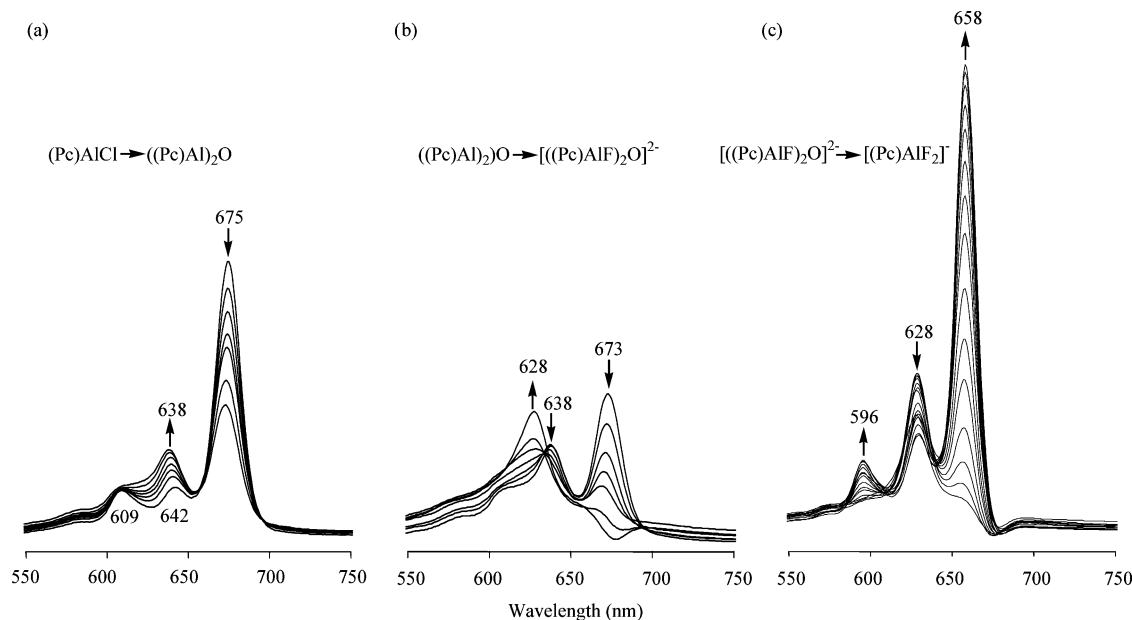 (a) (b) (c)
658
(Pc)AlCl→((Pc)Al)₂O ((Pc)Al)₂)O→[((Pc)AlF)₂O]²⁻ [((Pc)AlF)₂O]²⁻→[(Pc)AlF₂]⁻
675
638
609 642
628 638 673
596 628
550 600 650 700 750 550 600 650 700 750 550 600 650 700 750
Wavelength (nm)